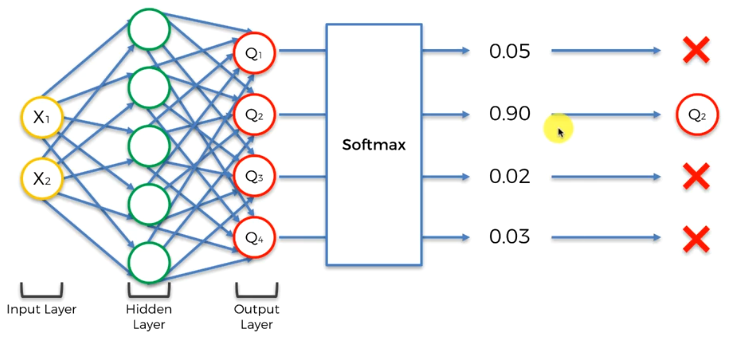 X1
X2
Q1
Q2
Q3
Q4
Softmax
0.05
0.90
0.02
0.03
Q2
Input Layer
Hidden
Layer
Output
Layer